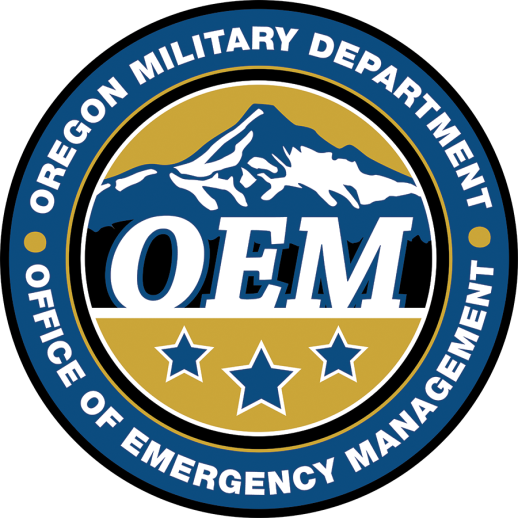 OREGON MILITARY DEPARTMENT
OEM
OFFICE OF EMERGENCY MANAGEMENT